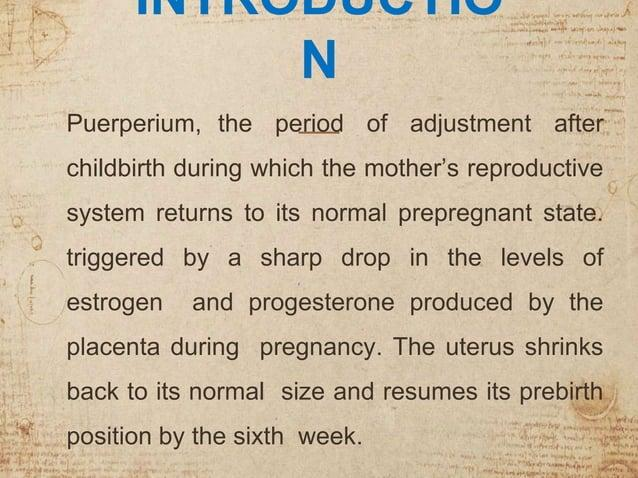 INTRODUCTIO
N
Puerperium, the period of adjustment after
childbirth during which the mother’s reproductive
system returns to its normal prepregnant state.
triggered by a sharp drop in the levels of
estrogen and progesterone produced by the
placenta during pregnancy. The uterus shrinks
back to its normal size and resumes its prebirth
position by the sixth week.